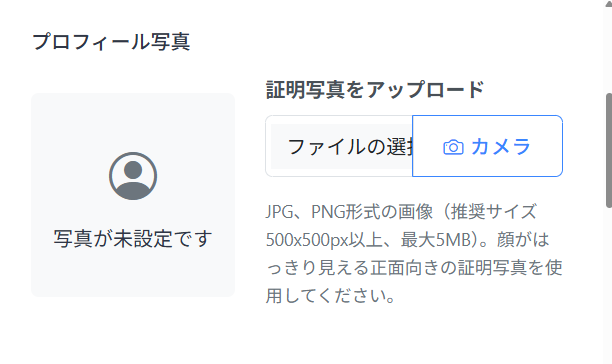 プロフィール写真
写真が未設定です
証明写真をアップロード
ファイルの選
カメラ
JPG、PNG形式の画像（推奨サイズ
500x500px以上、最大5MB）。顔がは
っきり見える正面向きの証明写真を使
用してください。